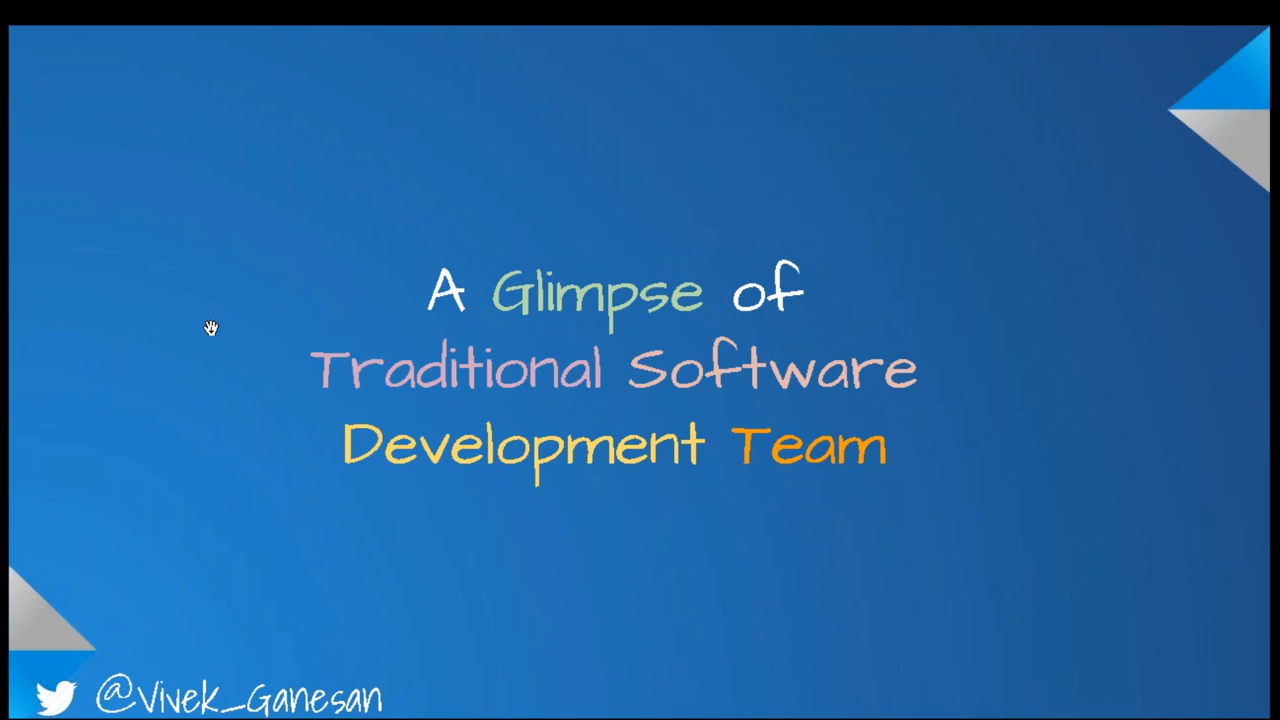 A Glimpse of
Traditional Software
Development Team
@Vivek_Ganesan